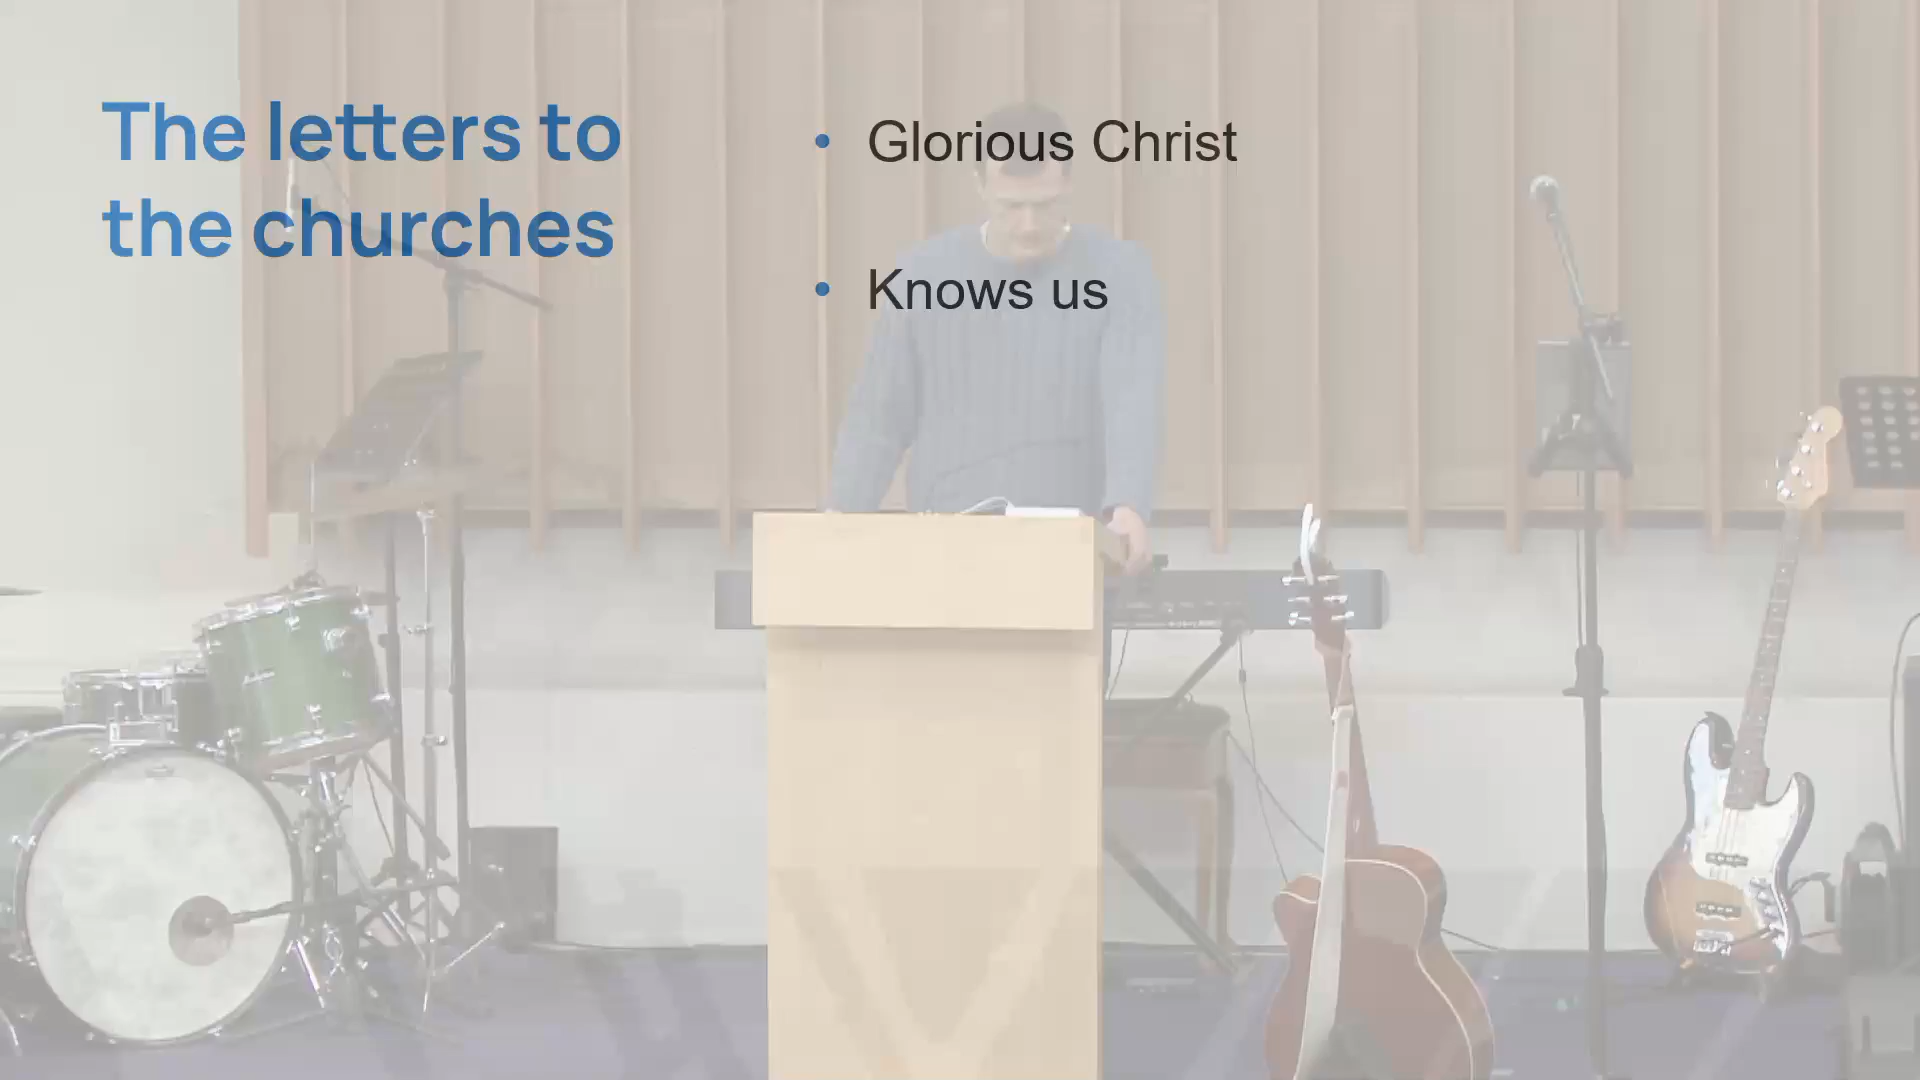 The letters to
the churches
• Glorious Christ
• Knows us